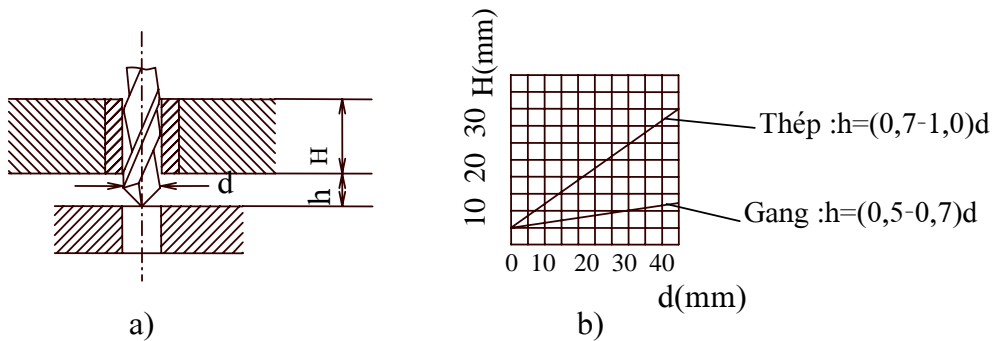 H
h
d
a)
H(mm)
30
20
10
0 10 20 30 40
d(mm)
b)
Thép :h=(0,7-1,0)d
Gang :h=(0,5-0,7)d